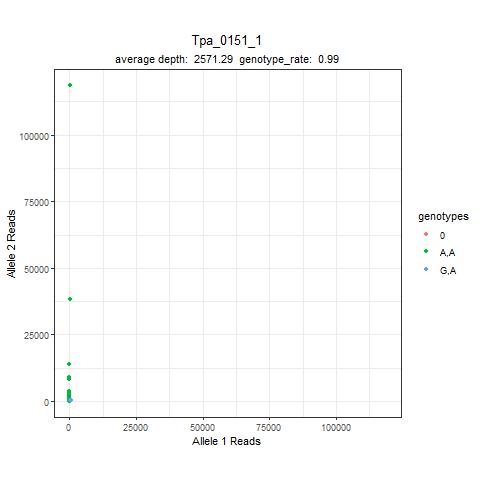 Tpa_0151_1
average depth: 2571.29 genotype_rate: 0.99
100000
75000
50000
25000
0
Allele 2 Reads
0 25000 50000 75000 100000
Allele 1 Reads
genotypes
0
A,A
G,A